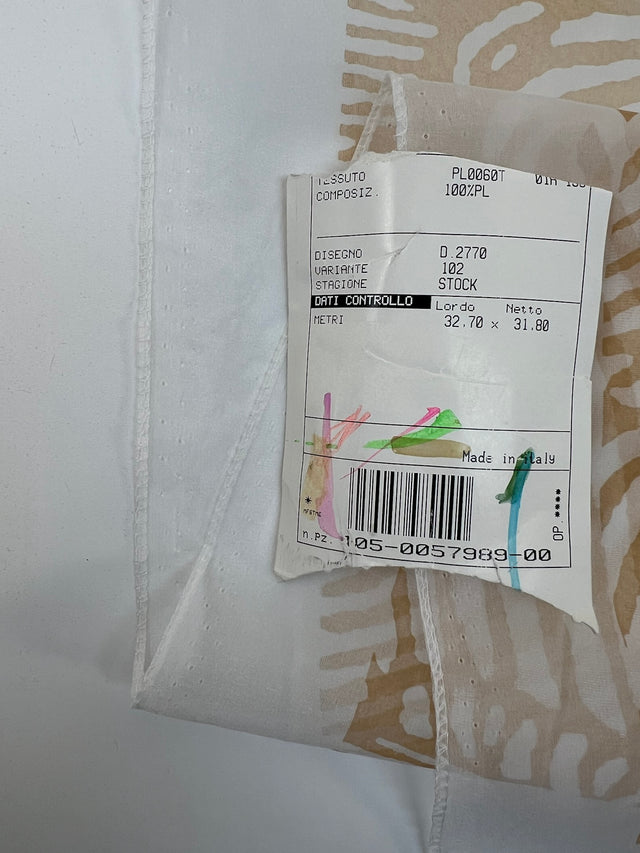 TESSUTO PL0060T
COMPOSIZ. 100%PL
DISEGNO D.2770
VARIANTE 102
STAGIONE STOCK
DATI CONTROLLO Lordo Netto
METRI 32.70 x 31.80
Made in Italy
OP.****
n.pz. 105-0057989-00